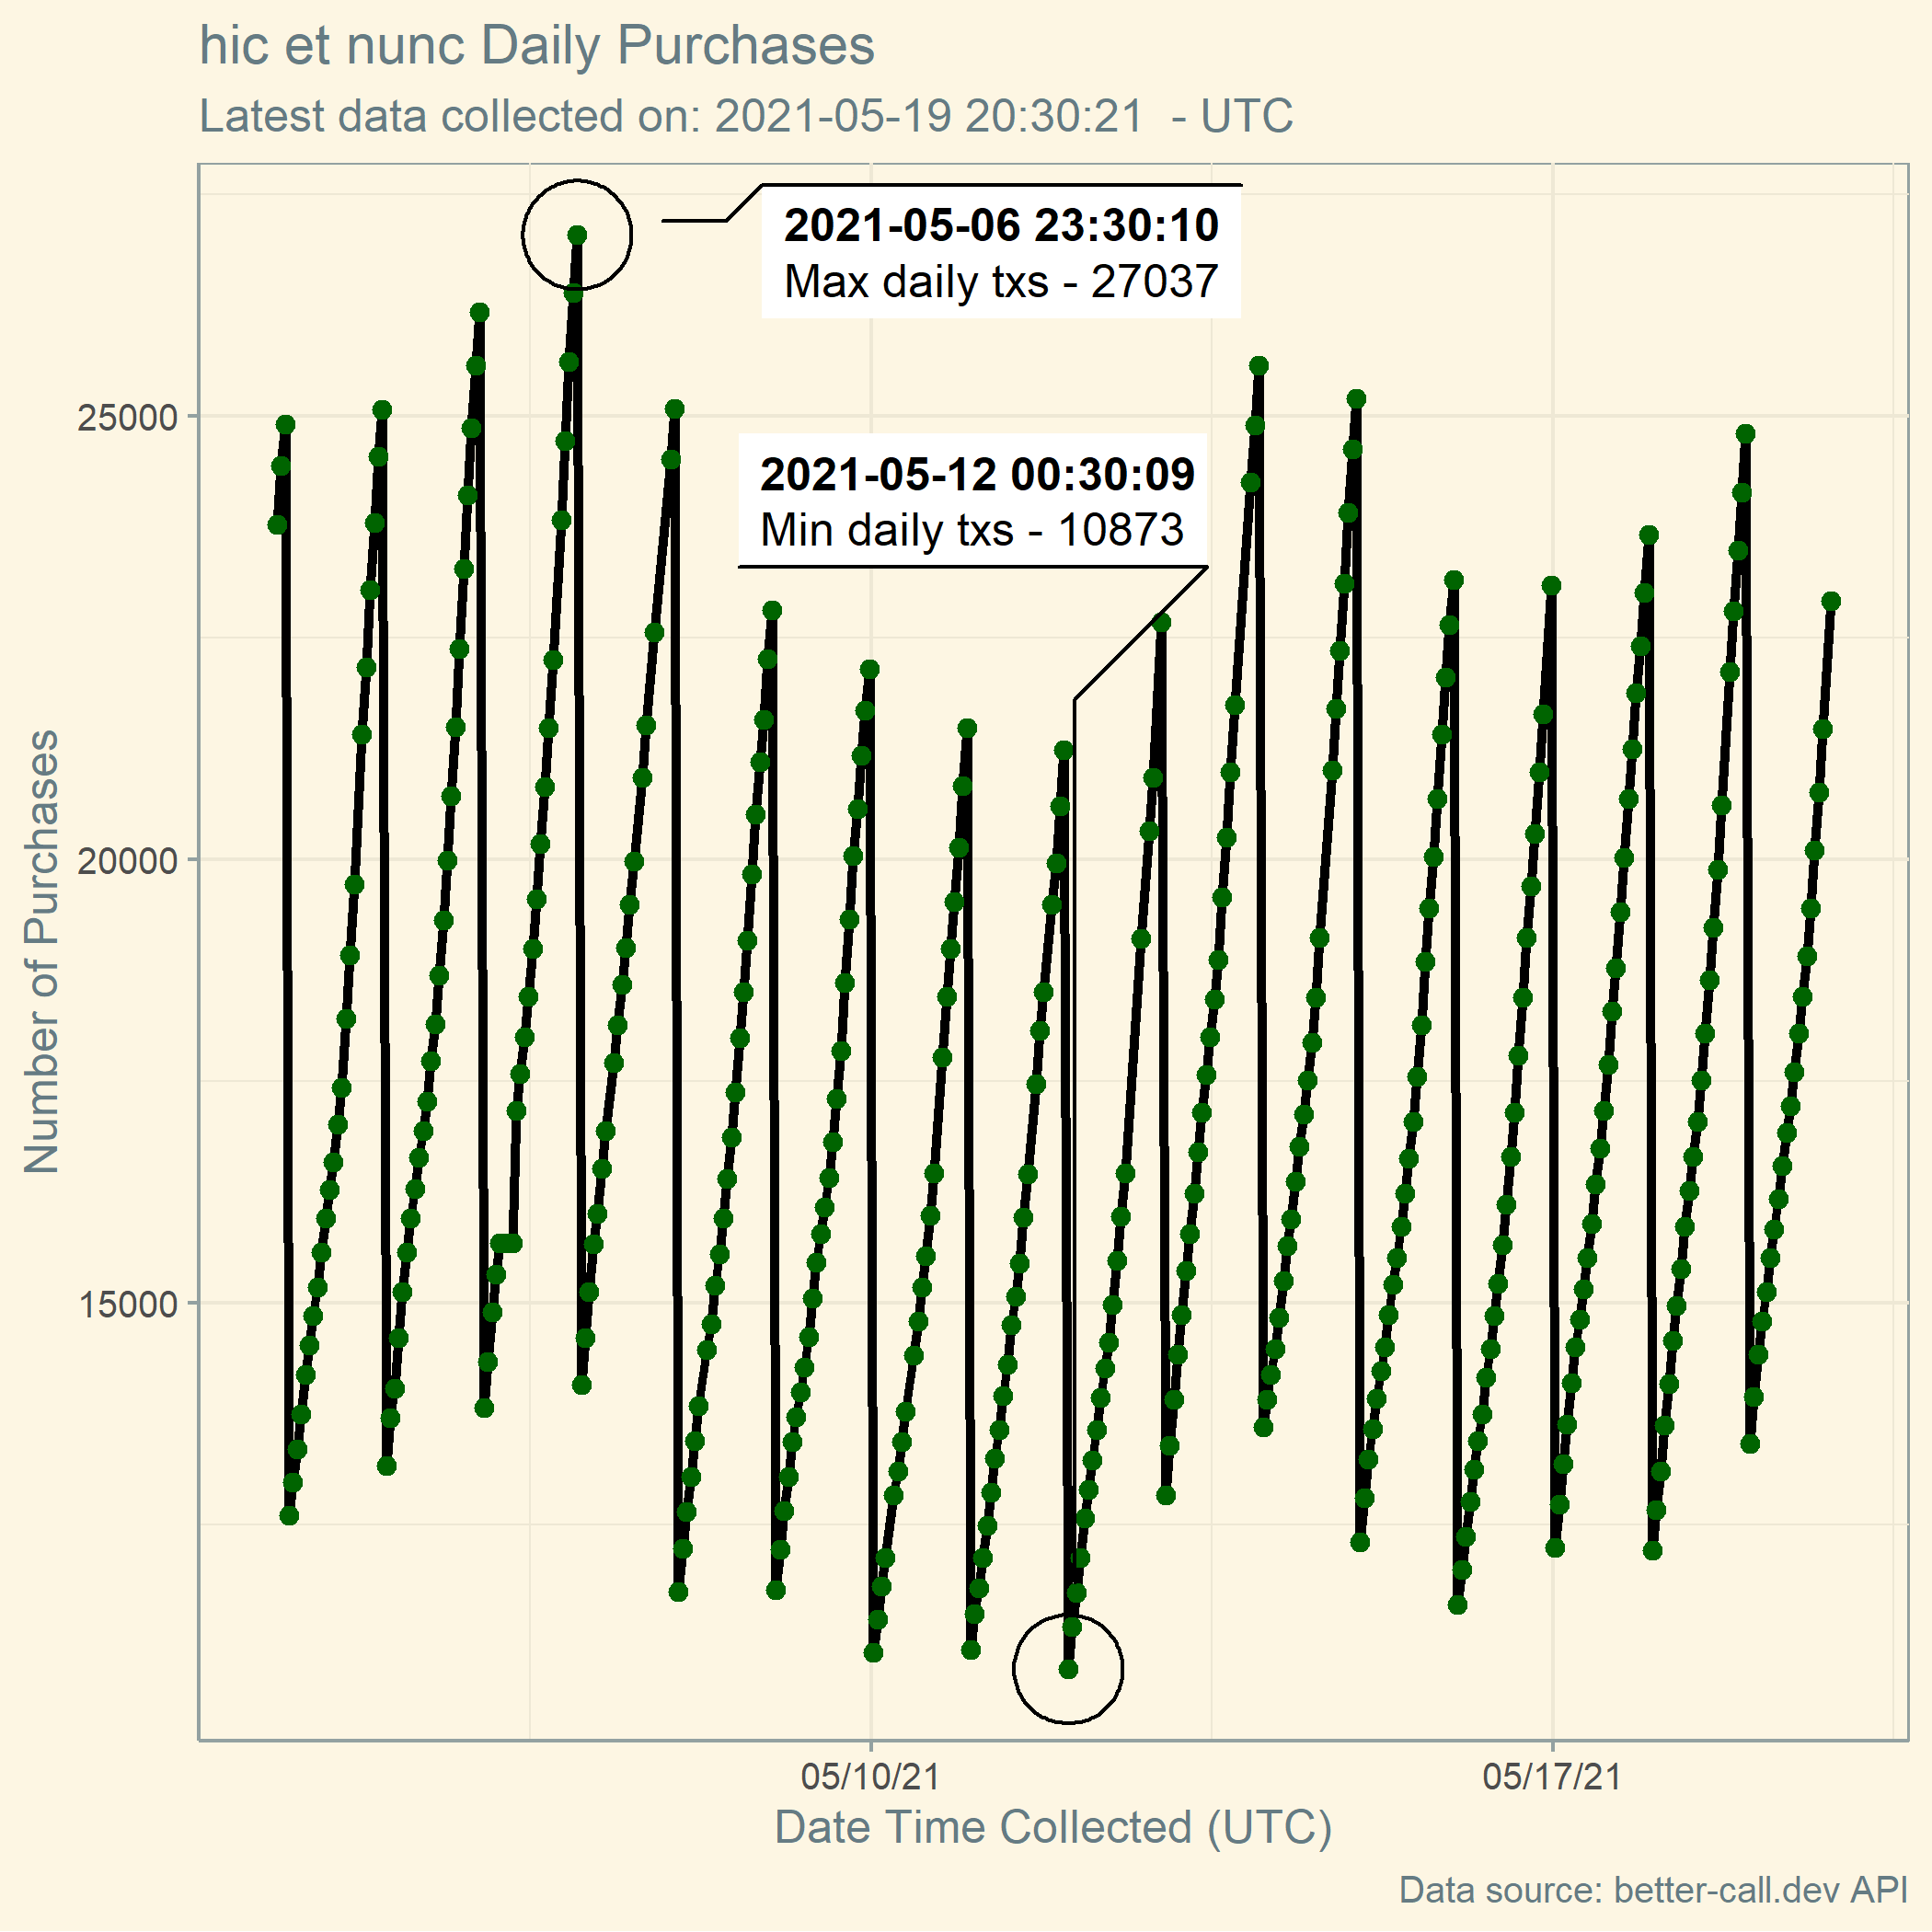 hic et nunc Daily Purchases
Latest data collected on: 2021-05-19 20:30:21  - UTC
2021-05-06 23:30:10
Max daily txs - 27037
2021-05-12 00:30:09
Min daily txs - 10873
Number of Purchases
25000
20000
15000
05/10/21
05/17/21
Date Time Collected (UTC)
Data source: better-call.dev API